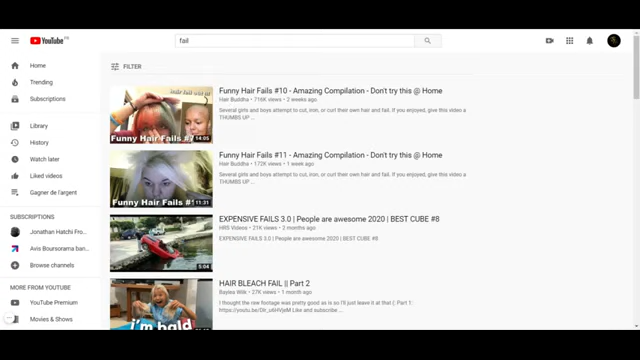 YouTube FR
fail
Home
Trending
Subscriptions
Library
History
Watch later
Liked videos
Gagner de l'argent
SUBSCRIPTIONS
Jonathan Hatchi Fro...
Avis Boursorama ban...
Browse channels
MORE FROM YOUTUBE
YouTube Premium
Movies & Shows
FILTER
Funny Hair Fails #10 - Amazing Compilation - Don't try this @ Home
Hair Buddha • 716K views • 2 weeks ago
Several girls and boys attempt to cut, iron, or curl their own hair and fail. If you enjoyed, give this video a
THUMBS UP ...
Funny Hair Fails #
14:05
Funny Hair Fails #11 - Amazing Compilation - Don't try this @ Home
Hair Buddha • 172K views • 1 week ago
Several girls and boys attempt to cut, iron, or curl their own hair and fail. If you enjoyed, give this video a
THUMBS UP ...
Funny Hair Fails #
11:31
EXPENSIVE FAILS 3.0 | People are awesome 2020 | BEST CUBE #8
HRS Videos • 21K views • 2 months ago
EXPENSIVE FAILS 3.0 | People are awesome 2020 | BEST CUBE #8
5:04
HAIR BLEACH FAIL || Part 2
Raylea Wilk • 27K views • 1 month ago
I thought the raw footage was pretty good as is so I'll just leave it at that (: Part 1:
Like and subscribe ...
i'm bald